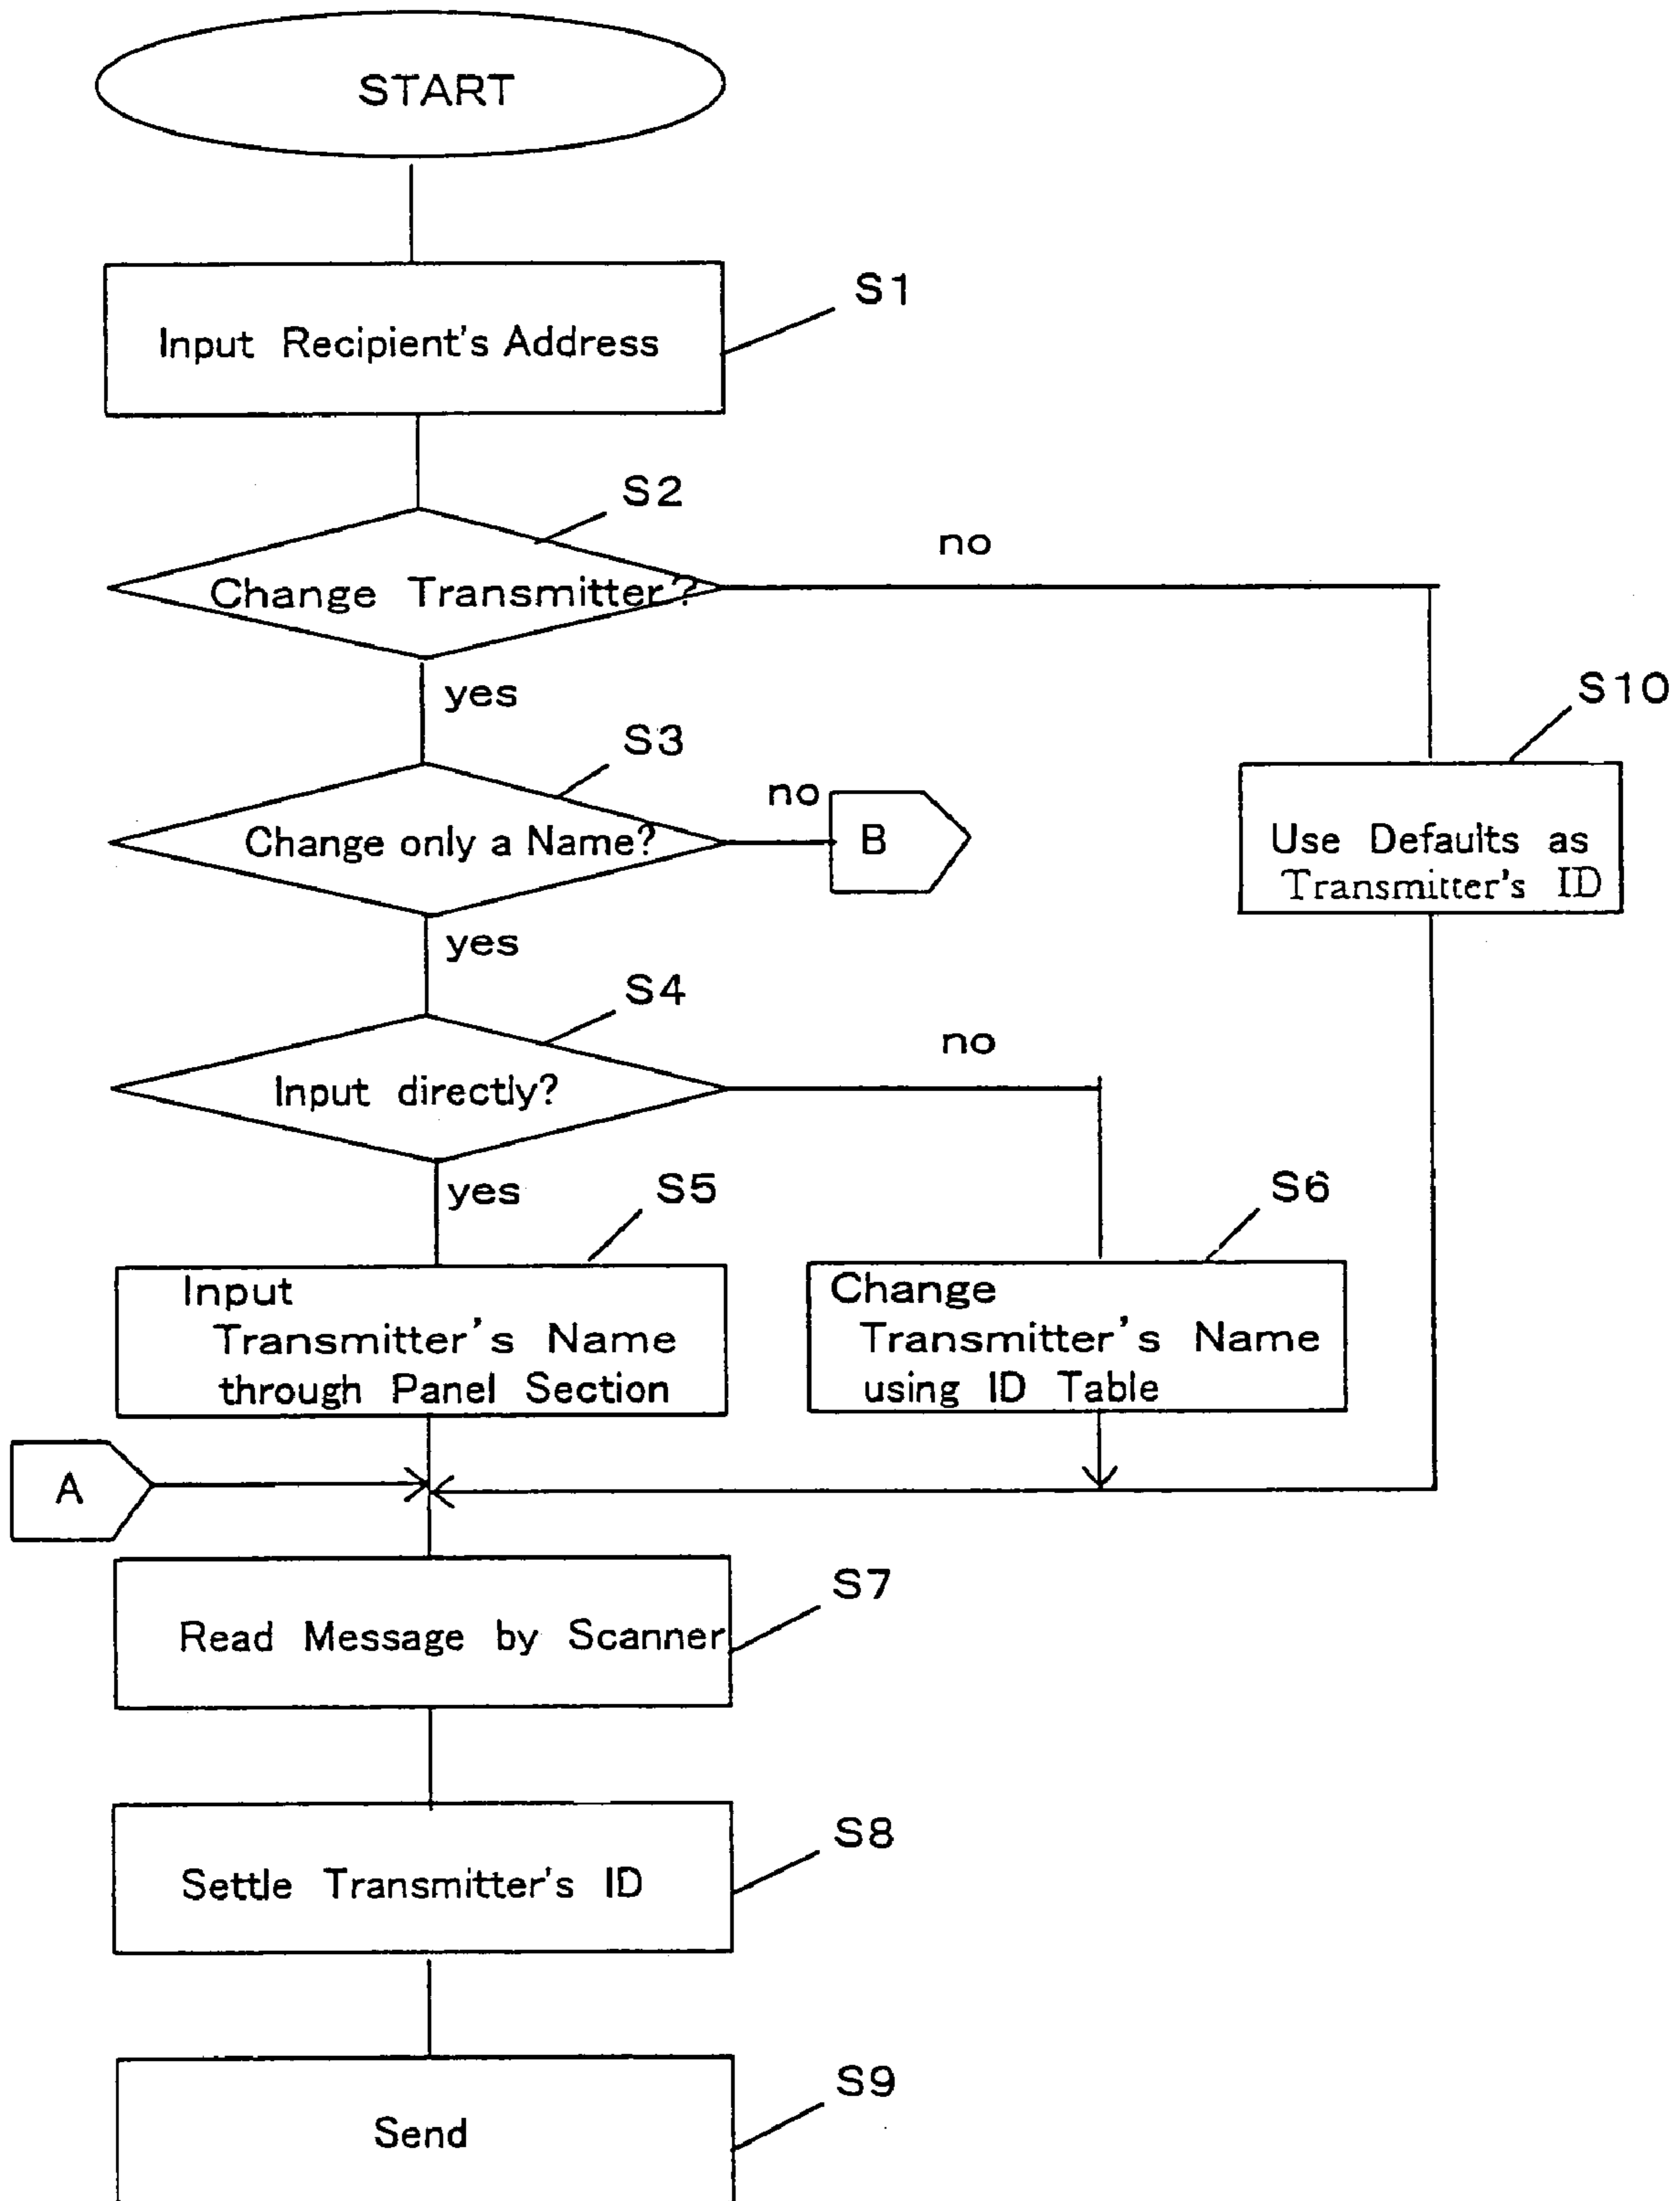 START
S1
Input Recipient's Address
S2
no
Change Transmitter?
yes
S10
S3
no
Change only a Name?
B
Use Defaults as
Transmitter's ID
yes
S4
no
Input directly?
yes
S5
S6
Input
Transmitter's Name
through Panel Section
Change
Transmitter's Name
using ID Table
A
S7
Read Message by Scanner
S8
Settle Transmitter's ID
S9
Send